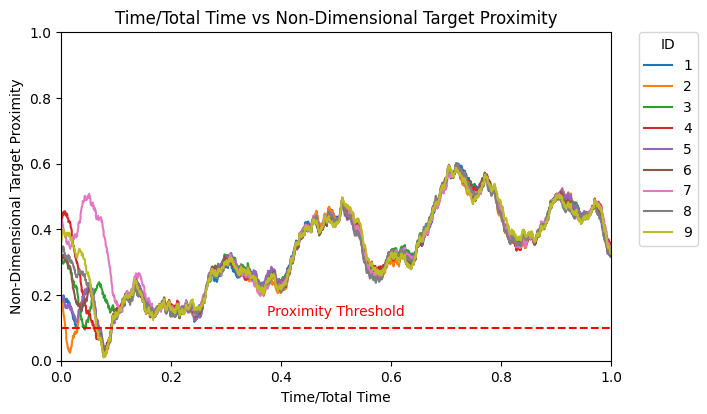 Time/Total Time vs Non-Dimensional Target Proximity
Non-Dimensional Target Proximity
1.0
0.8
0.6
0.4
0.2
0.0
Proximity Threshold
0.0 0.2 0.4 0.6 0.8 1.0
Time/Total Time
ID
1
2
3
4
5
6
7
8
9